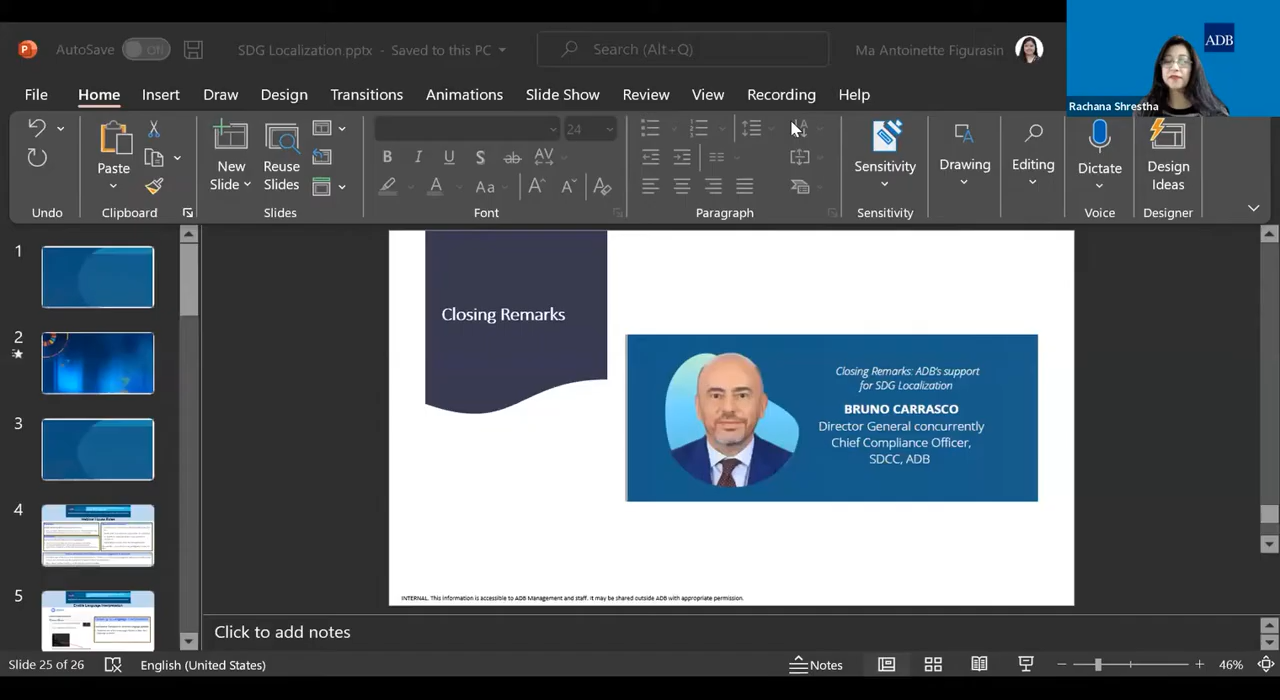 AutoSave
Off
SDG Localization pptx - Saved to this PC
Search (Alt+Q)
Ma Antoinette Figurasin
ADB
Rachana Shrestha
File Home Insert Draw Design Transitions Animations Slide Show Review View Recording Help
24
Paste
New
Slide
Reuse
Slides
B I U S ab AV
A Aa A A A
Sensitivity
Drawing
Editing
Dictate
Design
Ideas
Undo Clipboard Slides Font Paragraph Sensitivity Voice Designer
1
2
3
4
5
Closing Remarks
Closing Remarks: ADB's support
for SDG Localization
BRUNO CARRASCO
Director General concurrently
Chief Compliance Officer,
SDCC, ADB
INTERNAL. This information is accessible to ADB Management and staff. It may be shared outside ADB with appropriate permission.
Click to add notes
Slide 25 of 26 English (United States) Notes 46%